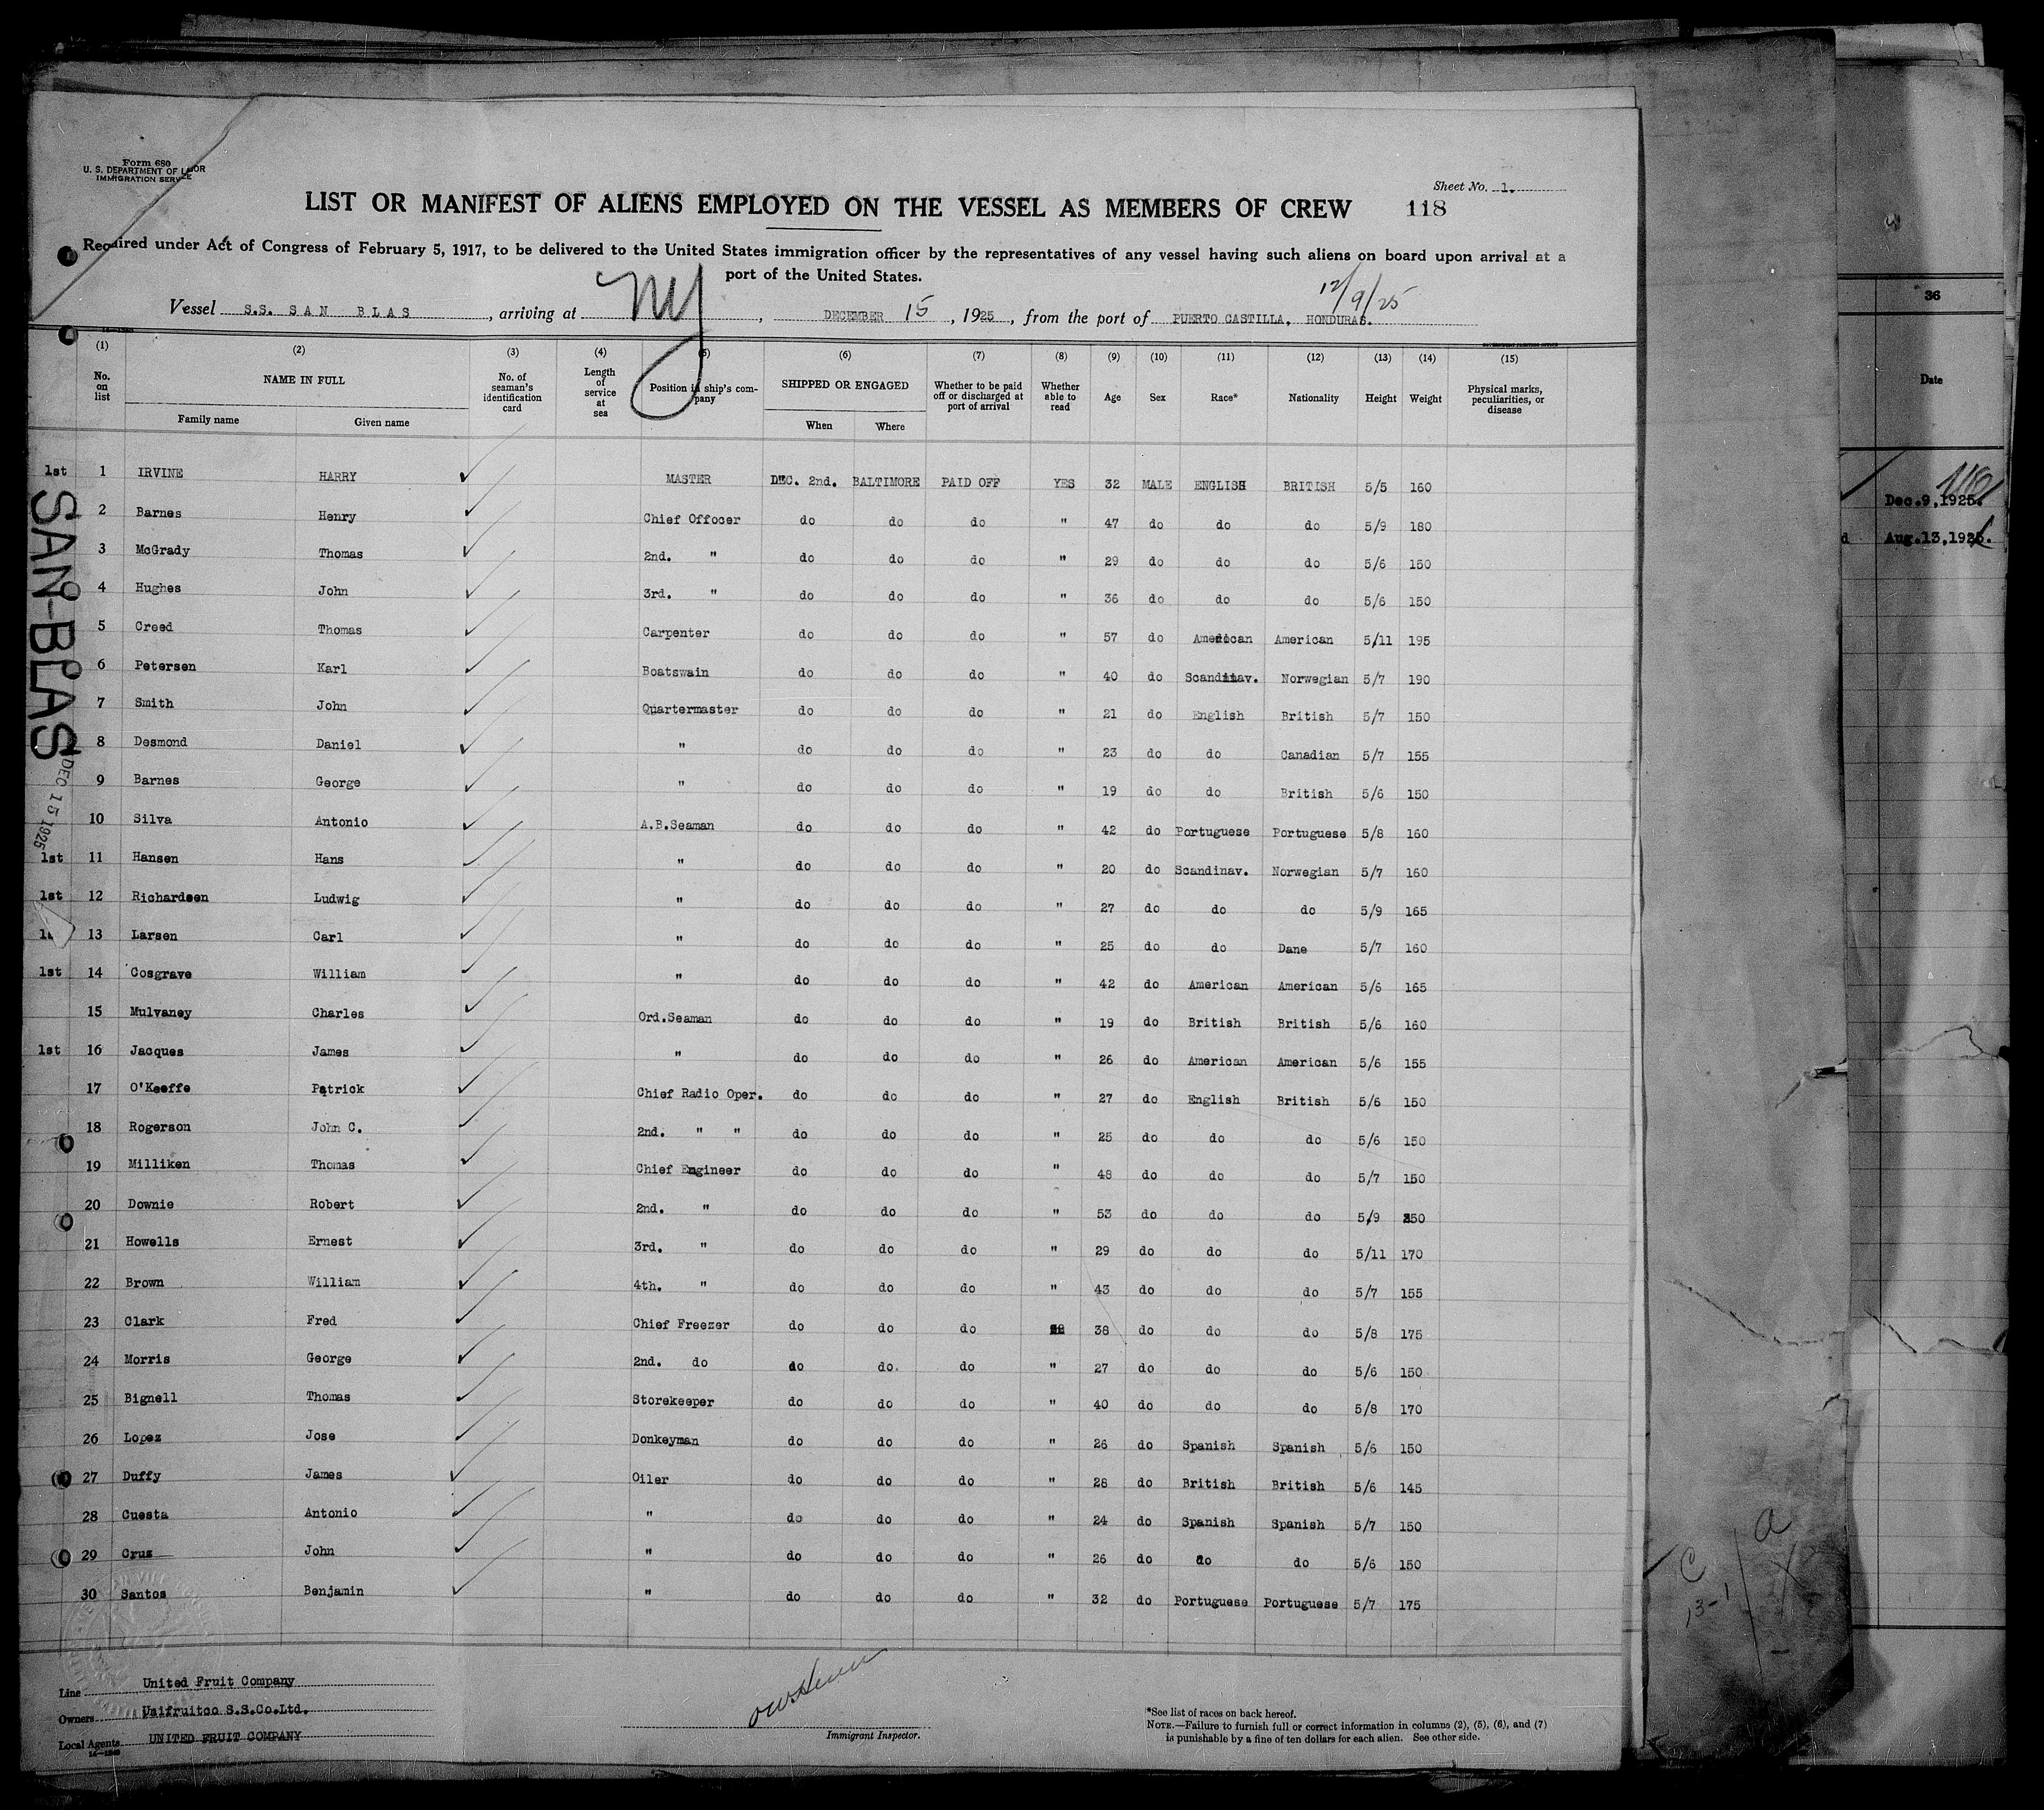 Form 680
U. S. DEPARTMENT OF LABOR
IMMIGRATION SERVICE
Sheet No. 1.
LIST OR MANIFEST OF ALIENS EMPLOYED ON THE VESSEL AS MEMBERS OF CREW 118
Required under Act of Congress of February 5, 1917, to be delivered to the United States immigration officer by the representatives of any vessel having such aliens on board upon arrival at a
port of the United States.
12/9/25
Vessel S.S. SAN BLAS, arriving at NY, DECEMBER 15, 1925, from the port of PUERTO CASTILLA, HONDURAS.
(1) (2) (3) (4) (5) (6) (7) (8) (9) (10) (11) (12) (13) (14) (15)
No. on list NAME IN FULL Family name Given name No. of seaman's identification card Length of service at sea Position in ship's company SHIPPED OR ENGAGED When Where Whether to be paid off or discharged at port of arrival Whether able to read Age Sex Race* Nationality Height Weight Physical marks, peculiarities, or disease
1st 1 IRVINE HARRY MASTER DEC. 2nd. BALTIMORE PAID OFF YES 32 MALE ENGLISH BRITISH 5/5 160
2 Barnes Henry Chief Offocer do do do " 47 do do do 5/9 180
3 McGrady Thomas 2nd. " do do do " 29 do do do 5/6 150
4 Hughes John 3rd. " do do do " 36 do do do 5/6 150
5 Creed Thomas Carpenter do do do " 57 do American American 5/11 195
6 Petersen Karl Boatswain do do do " 40 do Scandinav. Norwegian 5/7 190
7 Smith John Quartermaster do do do " 21 do English British 5/7 150
8 Desmond Daniel " do do do " 23 do do Canadian 5/7 155
9 Barnes George " do do do " 19 do do British 5/6 150
10 Silva Antonio A.B.Seaman do do do " 42 do Portuguese Portuguese 5/8 160
1st 11 Hansen Hans " do do do " 20 do Scandinav. Norwegian 5/7 160
1st 12 Richardsen Ludwig " do do do " 27 do do do 5/9 165
13 Larsen Carl " do do do " 25 do do Dane 5/7 160
1st 14 Cosgrave William " do do do " 42 do American American 5/6 165
15 Mulvaney Charles Ord.Seaman do do do " 19 do British British 5/6 160
1st 16 Jacques James " do do do " 26 do American American 5/6 155
17 O'Keeffe Patrick Chief Radio Oper. do do do " 27 do English British 5/6 150
18 Rogerson John C. 2nd. " " do do do " 25 do do do 5/6 150
19 Milliken Thomas Chief Engineer do do do " 48 do do do 5/7 150
20 Downie Robert 2nd. " do do do " 53 do do do 5/9 250
21 Howells Ernest 3rd. " do do do " 29 do do do 5/11 170
22 Brown William 4th. " do do do " 43 do do do 5/7 155
23 Clark Fred Chief Freezer do do do 38 do do do 5/8 175
24 Morris George 2nd. do do do. do " 27 do do do 5/6 150
25 Bignell Thomas Storekeeper do do do " 40 do do do 5/8 170
26 Lopez Jose Donkeyman do do do " 26 do Spanish Spanish 5/6 150
27 Duffy James Oiler do do do " 28 do British British 5/6 145
28 Cuesta Antonio " do do do " 24 do Spanish Spanish 5/7 150
29 Cruz John " do do do " 26 do do do 5/6 150
30 Santos Benjamin " do do do " 32 do Portuguese Portuguese 5/7 175
SAN-BLAS
DEC 15 1925
Line United Fruit Company
Owners Unifruitco S.S.Co.Ltd.
Local Agents UNITED FRUIT COMPANY
Immigrant Inspector.
*See list of races on back hereof.
NOTE.—Failure to furnish full or correct information in columns (2), (5), (6), and (7)
is punishable by a fine of ten dollars for each alien. See other side.
36
Date
118
Dec.9,1925.
d Aug.13,1925.
C
13-1
a